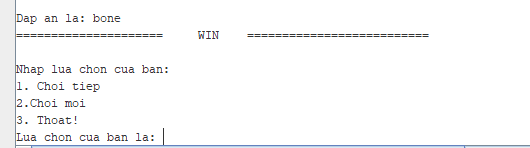 Dap an la: bone
=====================     WIN    ==========================
Nhap lua chon cua ban:
1. Choi tiep
2.Choi moi
3. Thoat!
Lua chon cua ban la: